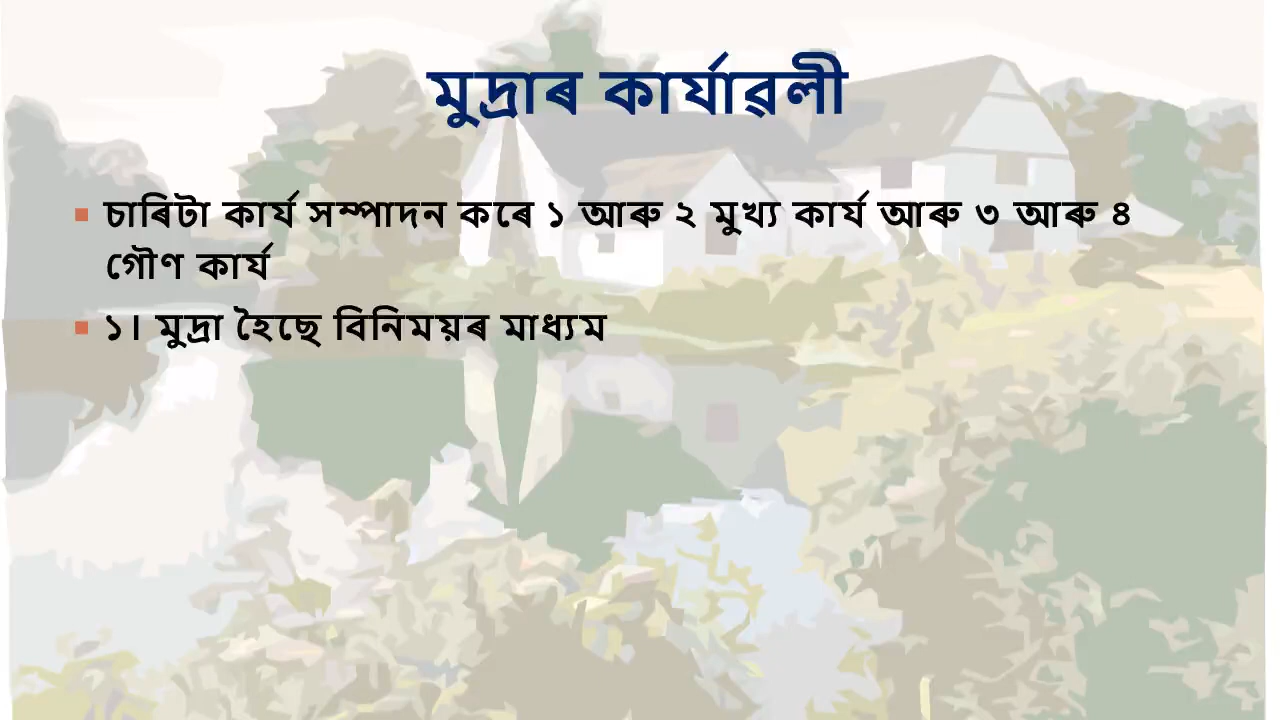 মুদ্ৰাৰ কাৰ্যাৱলী
চাৰিটা কাৰ্য সম্পাদন কৰে ১ আৰু ২ মুখ্য কাৰ্য আৰু ৩ আৰু ৪
গৌণ কাৰ্য
১। মুদ্ৰা হৈছে বিনিময়ৰ মাধ্যম